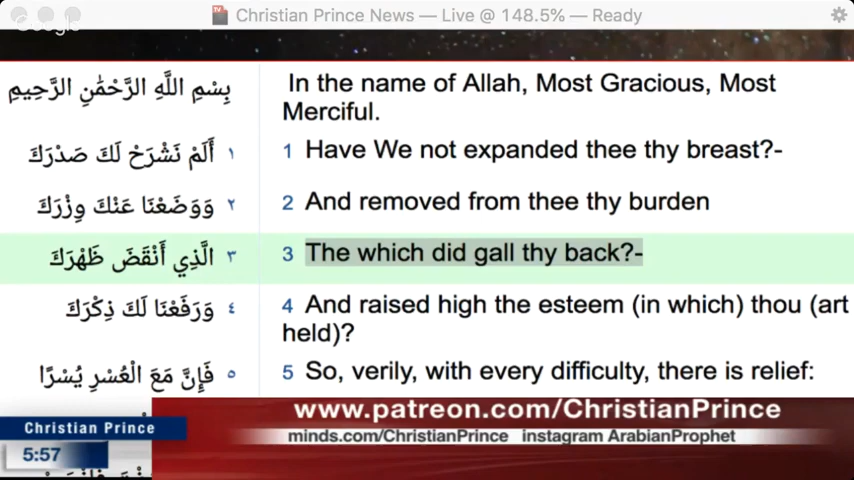 Christian Prince News — Live @ 148.5% — Ready
Google
بِسْمِ اللَّهِ الرَّحْمَٰنِ الرَّحِيمِ
In the name of Allah, Most Gracious, Most
Merciful.
١ أَلَمْ نَشْرَحْ لَكَ صَدْرَكَ
1 Have We not expanded thee thy breast?-
٢ وَوَضَعْنَا عَنْكَ وِزْرَكَ
2 And removed from thee thy burden
٣ الَّذِي أَنْقَضَ ظَهْرَكَ
3 The which did gall thy back?-
٤ وَرَفَعْنَا لَكَ ذِكْرَكَ
4 And raised high the esteem (in which) thou (art
held)?
٥ فَإِنَّ مَعَ الْعُسْرِ يُسْرًا
5 So, verily, with every difficulty, there is relief:
www.patreon.com/ChristianPrince
Christian Prince
minds.com/ChristianPrince instagram ArabianProphet
5:57